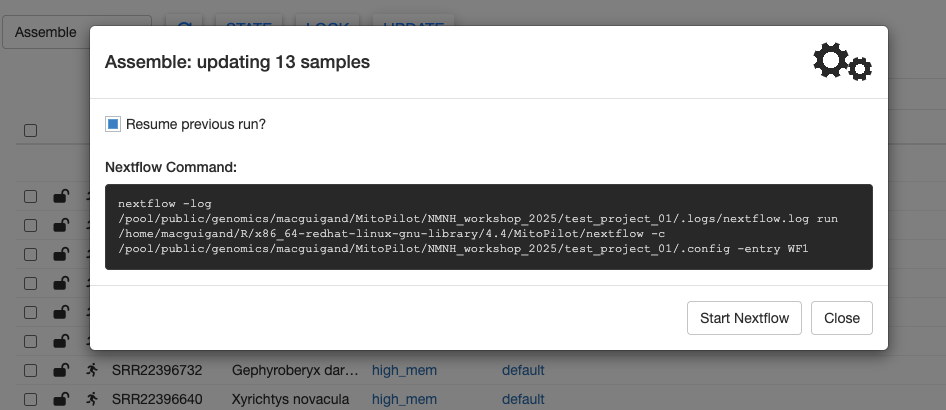 Assemble
STATE
LOCK
UPDATE
Assemble: updating 13 samples
Resume previous run?
Nextflow Command:
nextflow -log
/pool/public/genomics/macguigand/MitoPilot/NMNH_workshop_2025/test_project_01/.logs/nextflow.log run
/home/macguigand/R/x86_64-redhat-linux-gnu-library/4.4/MitoPilot/nextflow -c
/pool/public/genomics/macguigand/MitoPilot/NMNH_workshop_2025/test_project_01/.config -entry WF1
Start Nextflow Close
SRR22396732 Gephyroberyx dar… high_mem default
SRR22396640 Xyrichtys novacula high_mem default